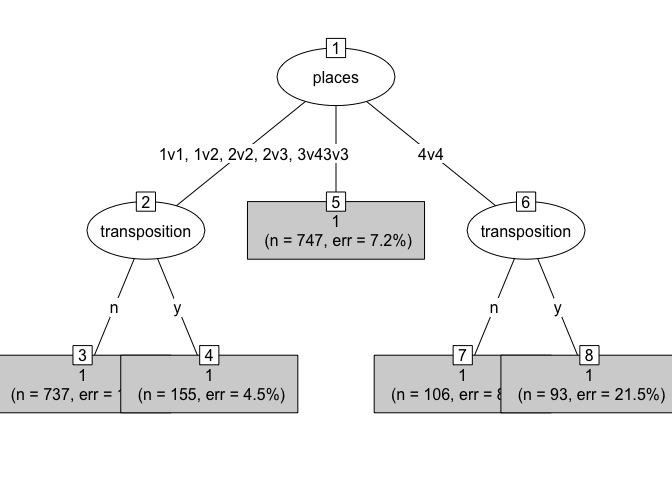 1
places
1v1, 1v2, 2v2, 2v3, 3v43v3
4v4
2
transposition
5
1
(n = 747, err = 7.2%)
6
transposition
n
y
n
y
3
1
(n = 737, err =
4
1
(n = 155, err = 4.5%)
7
1
(n = 106, err =
8
1
(n = 93, err = 21.5%)